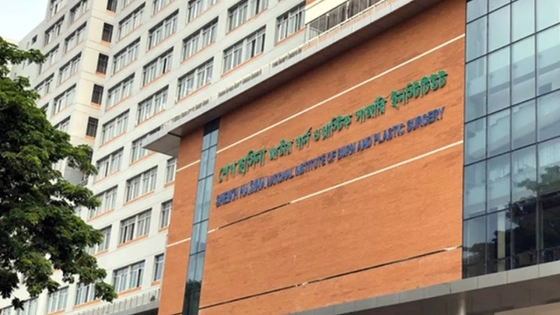 শেখ হাসিনা জাতীয় বার্ন ও প্লাস্টিক সার্জারি ইনস্টিটিউট
SHEIKH HASINA NATIONAL INSTITUTE OF BURN AND PLASTIC SURGERY